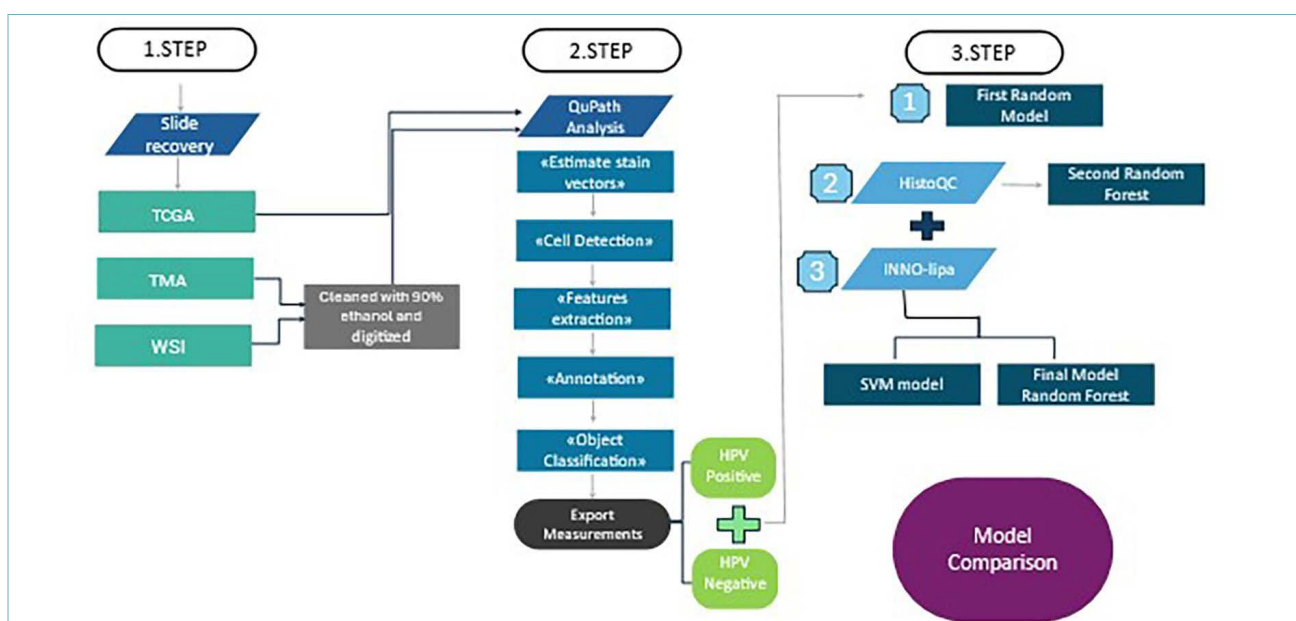 1.STEP
Slide
recovery
TCGA
TMA
WSI
Cleaned with 90%
ethanol and
digitized
2.STEP
QuPath
Analysis
«Estimate stain
vectors»
«Cell Detection»
«Features
extraction»
«Annotation»
«Object
Classification»
Export
Measurements
HPV
Positive
HPV
Negative
3.STEP
1
First Random
Model
2
HistoQC
Second Random
Forest
3
INNO-lipa
SVM model
Final Model
Random Forest
Model
Comparison